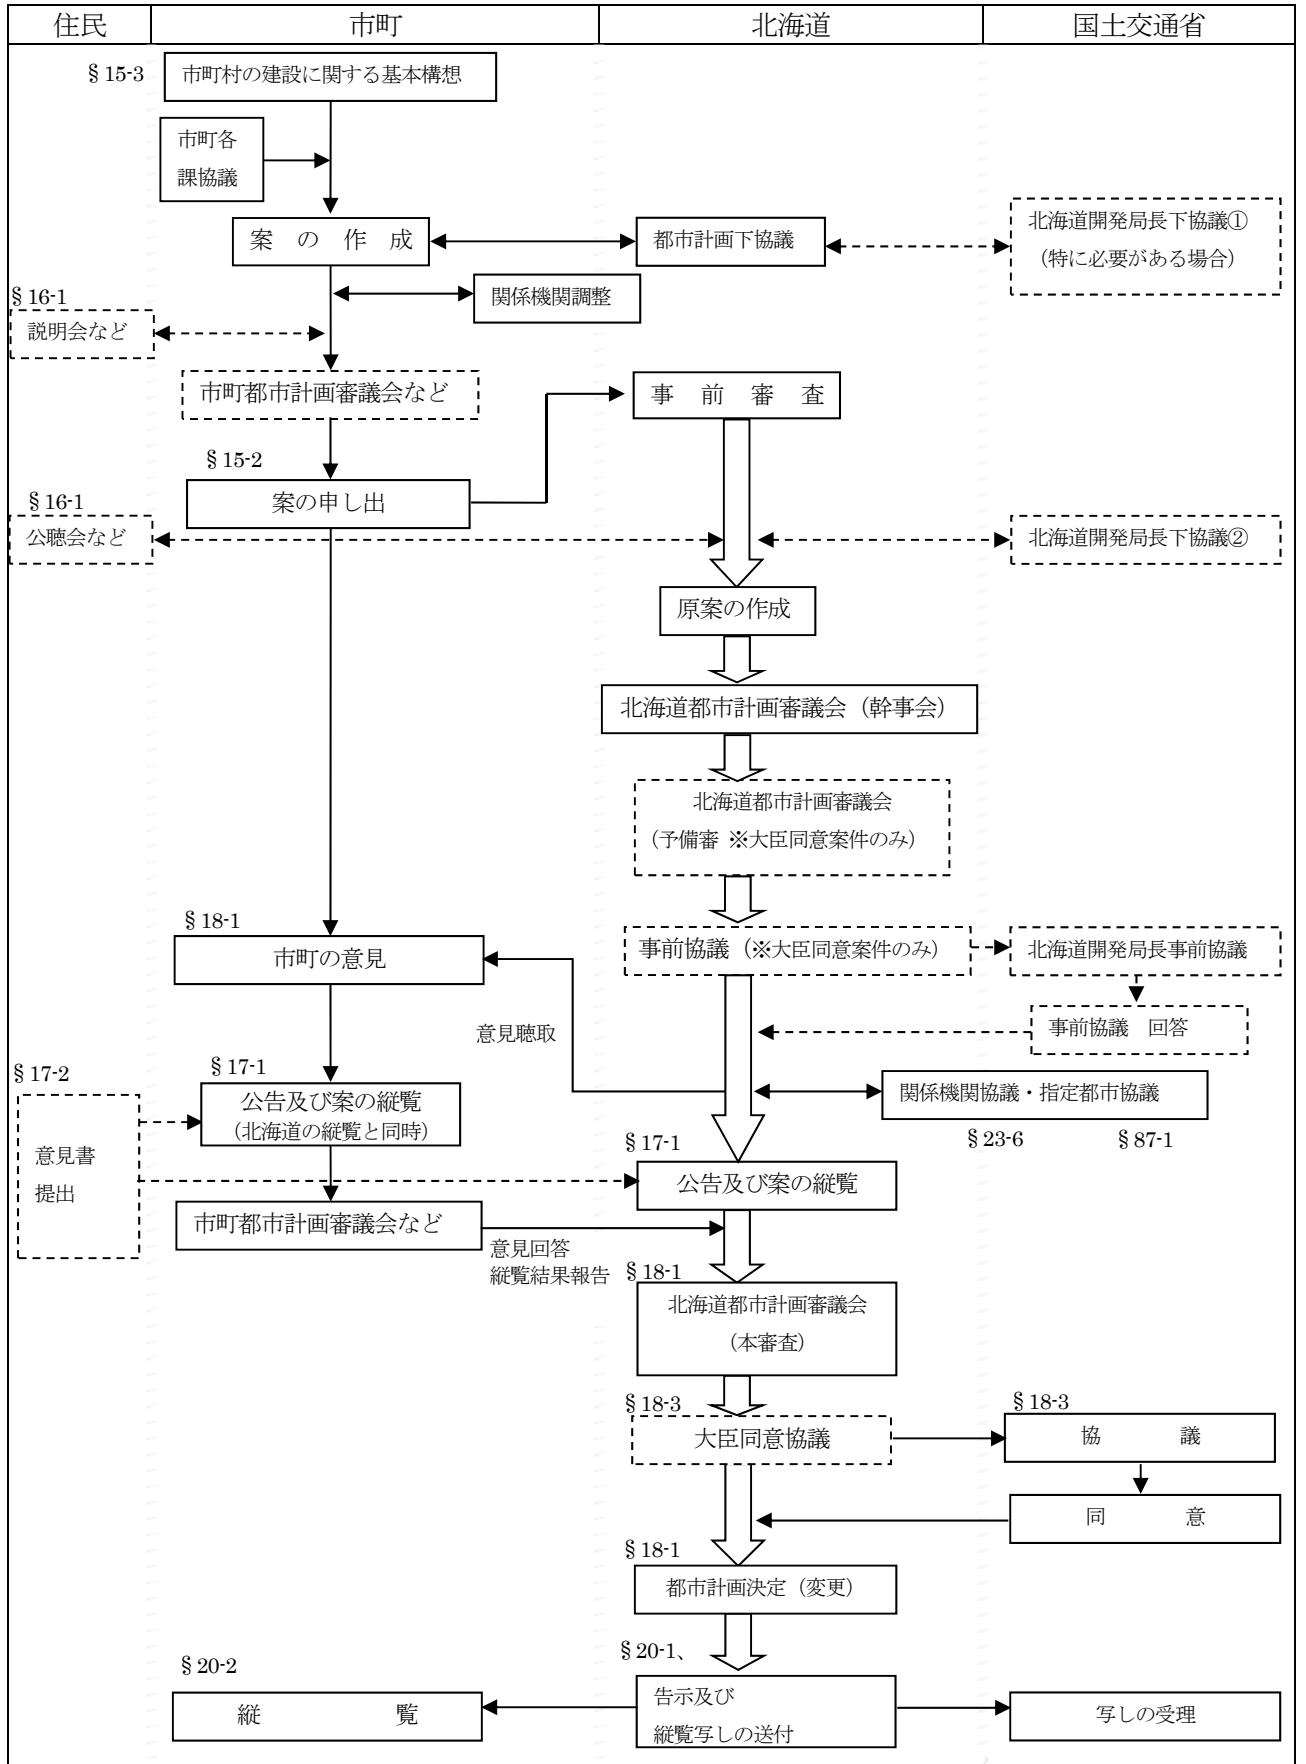 住民
市町
北海道
国土交通省
§15-3
市町村の建設に関する基本構想
市町各
課協議
案の作成
都市計画下協議
北海道開発局長下協議①
（特に必要がある場合）
関係機関調整
§16-1
説明会など
市町都市計画審議会など
事前審査
§15-2
案の申し出
§16-1
公聴会など
北海道開発局長下協議②
原案の作成
北海道都市計画審議会（幹事会）
北海道都市計画審議会
（予備審 ※大臣同意案件のみ）
§18-1
市町の意見
事前協議（※大臣同意案件のみ）
北海道開発局長事前協議
意見聴取
事前協議 回答
§17-2
§17-1
公告及び案の縦覧
（北海道の縦覧と同時）
関係機関協議・指定都市協議
§23-6
§87-1
意見書
提出
§17-1
公告及び案の縦覧
市町都市計画審議会など
意見回答
縦覧結果報告
§18-1
北海道都市計画審議会
（本審査）
§18-3
大臣同意協議
§18-3
協議
同意
§18-1
都市計画決定（変更）
§20-2
§20-1、
縦覧
告示及び
縦覧写しの送付
写しの受理